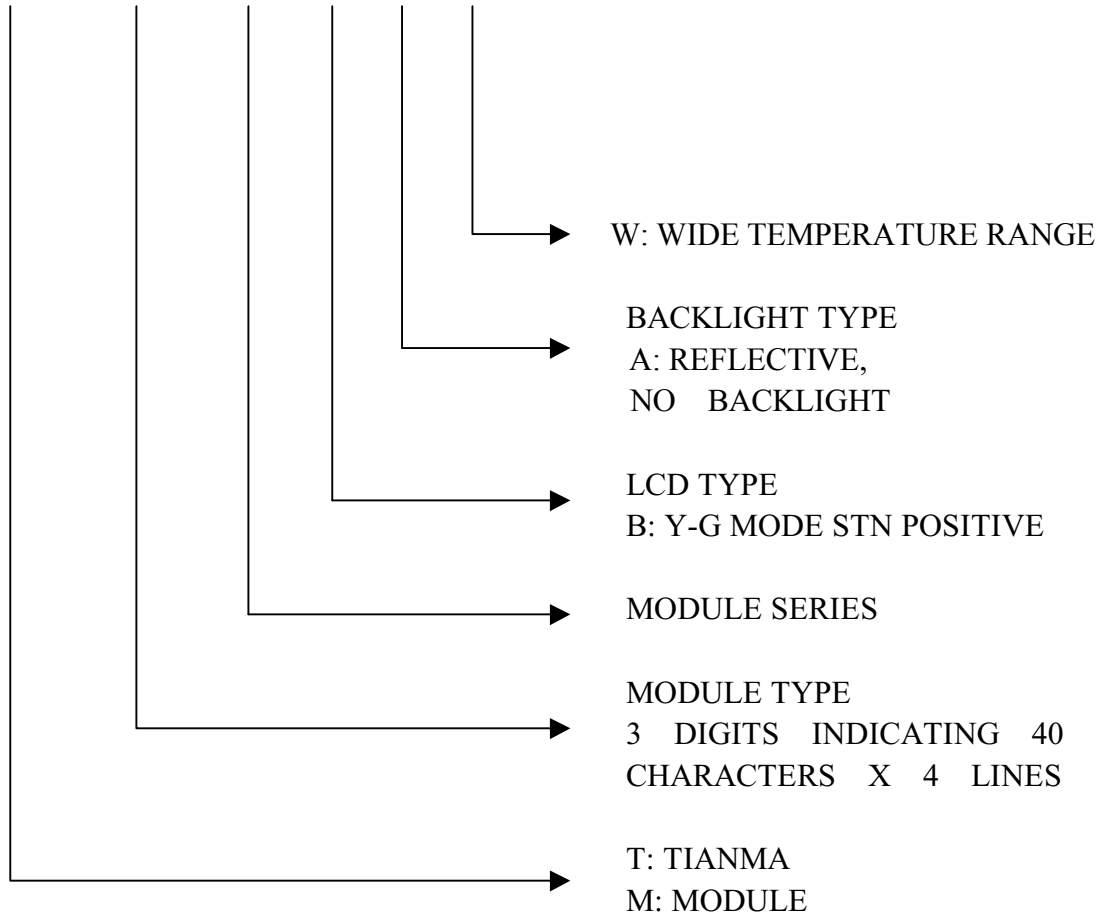 W: WIDE TEMPERATURE RANGE
BACKLIGHT TYPE
A: REFLECTIVE,
NO BACKLIGHT
LCD TYPE
B: Y-G MODE STN POSITIVE
MODULE SERIES
MODULE TYPE
3 DIGITS INDICATING 40
CHARACTERS X 4 LINES
T: TIANMA
M: MODULE